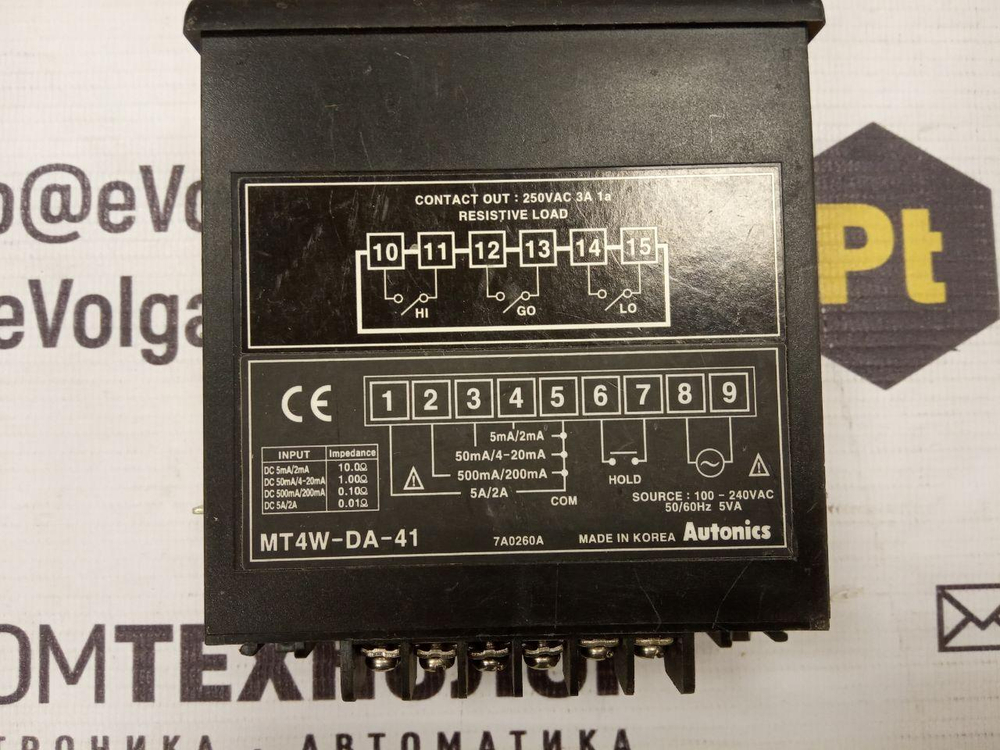 CONTACT OUT : 250VAC 3A 1a
RESISTIVE LOAD
10 11 12 13 14 15
HI GO LO
CE
1 2 3 4 5 6 7 8 9
5mA/2mA
50mA/4-20mA
500mA/200mA
5A/2A
COM
HOLD
SOURCE : 100 - 240VAC
50/60Hz 5VA
INPUT Impedance
DC 5mA/2mA 10.0Ω
DC 50mA/4-20mA 1.00Ω
DC 500mA/200mA 0.10Ω
DC 5A/2A 0.01Ω
MT4W-DA-41
7A0260A
MADE IN KOREA Autonics
@eVo
eVolga
Pt
ОМТЕХНОЛОГ
АВТОМАТИКА